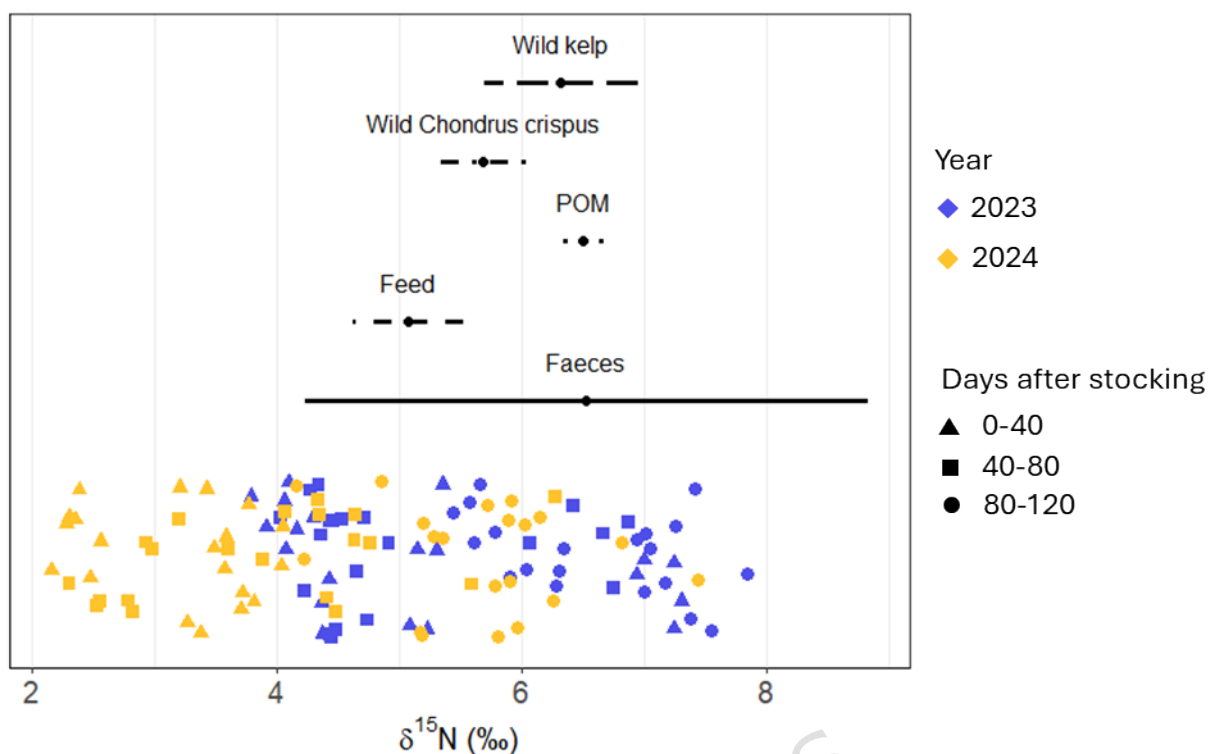 Wild kelp
Wild Chondrus crispus
POM
Feed
Faeces
2 4 6 8
δ¹⁵N (‰)
Year
2023
2024
Days after stocking
0-40
40-80
80-120